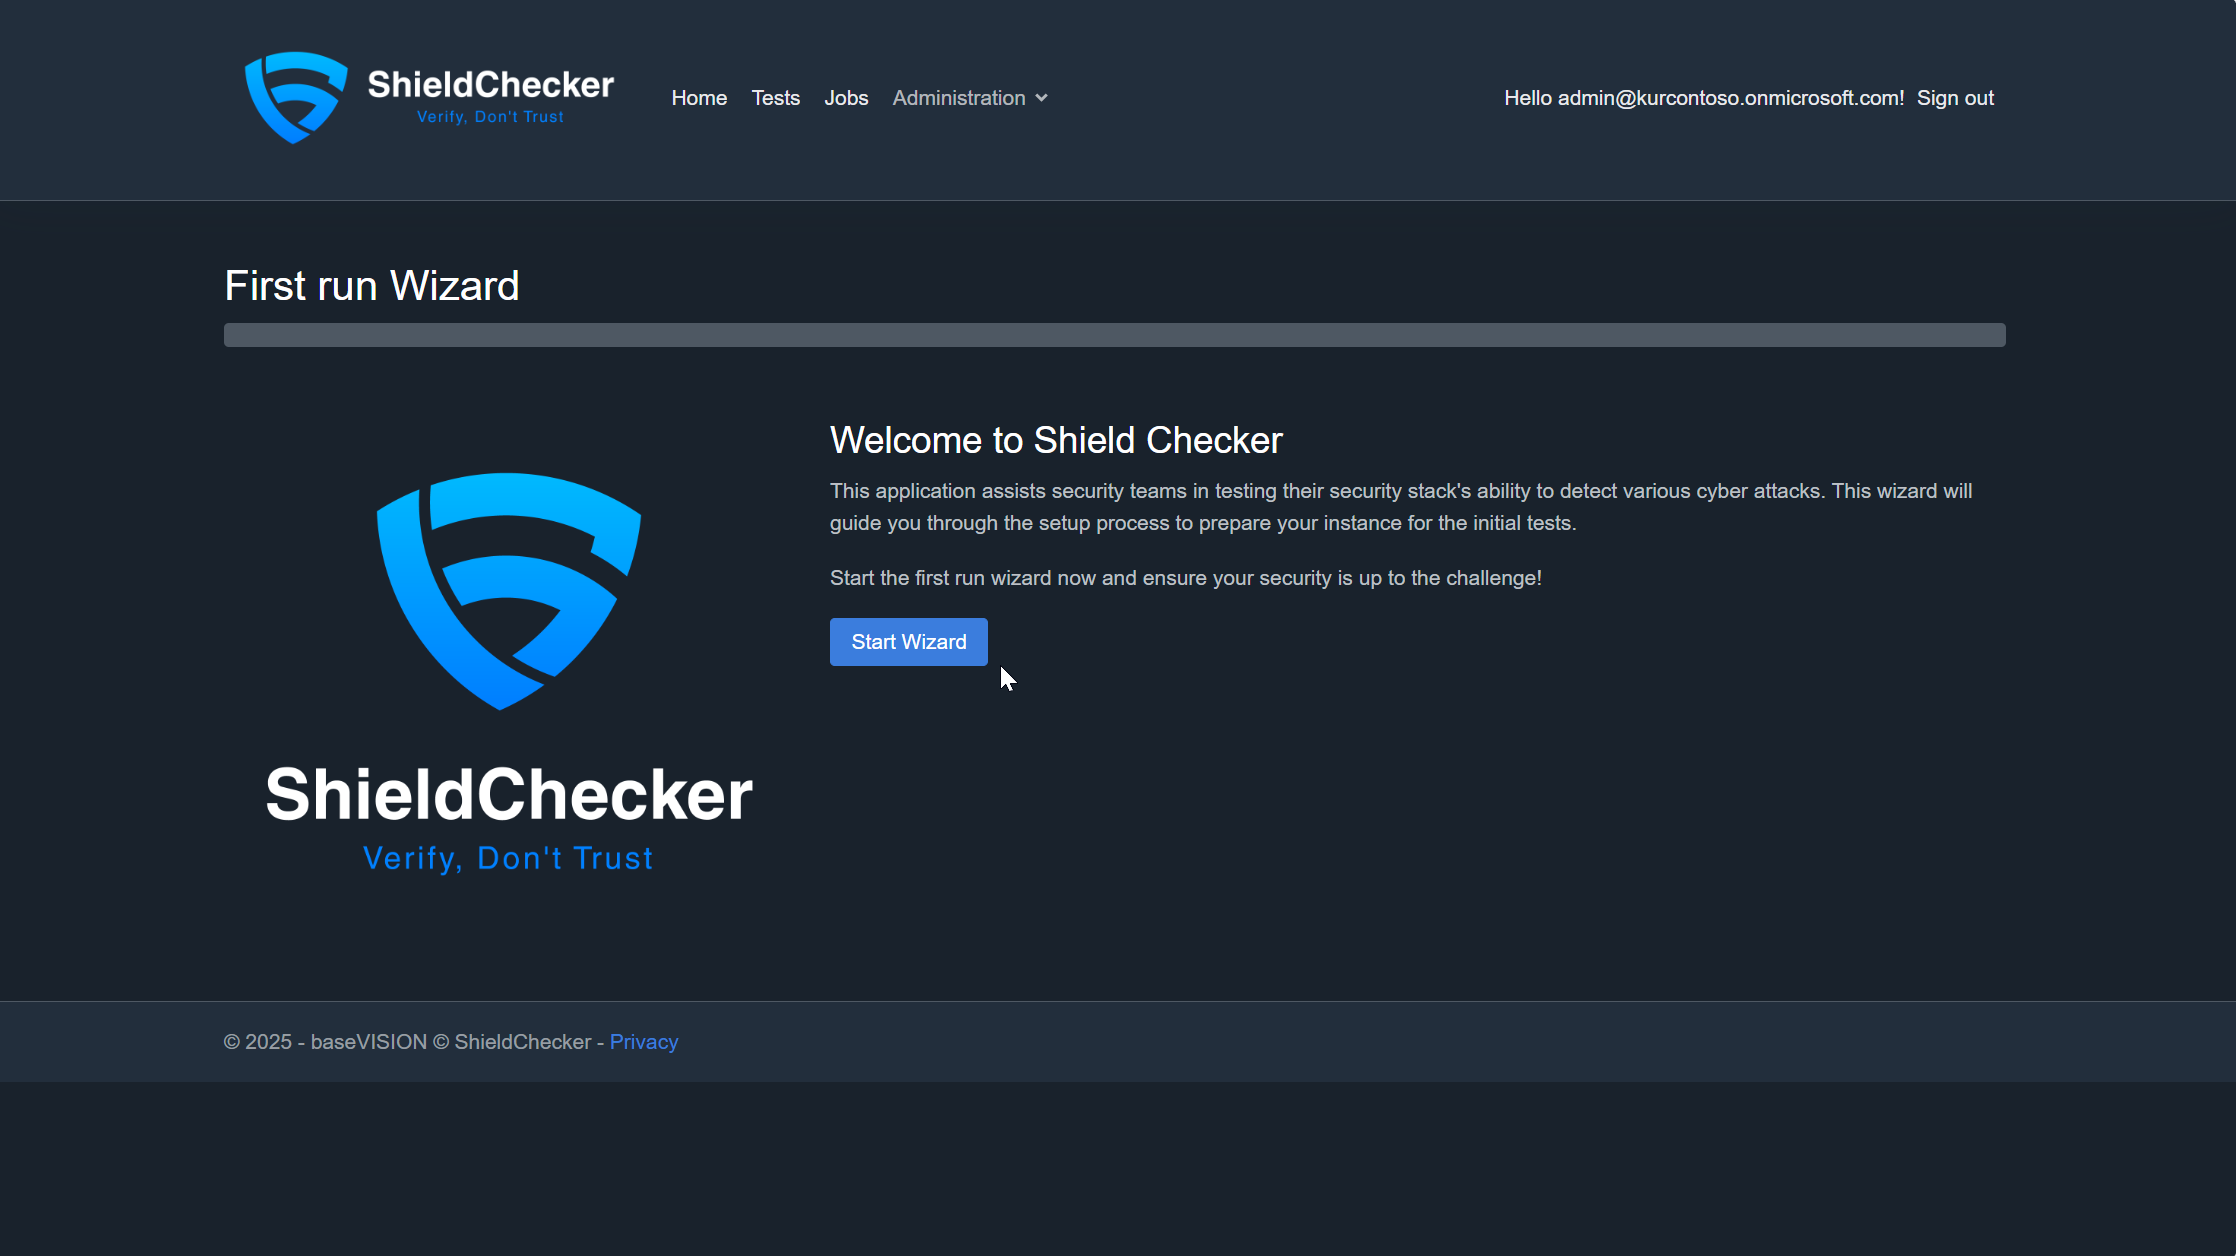 ShieldChecker
Verify, Don't Trust
Home Tests Jobs Administration
Hello admin@kurcontoso.onmicrosoft.com! Sign out
First run Wizard
Welcome to Shield Checker
This application assists security teams in testing their security stack's ability to detect various cyber attacks. This wizard will
guide you through the setup process to prepare your instance for the initial tests.
Start the first run wizard now and ensure your security is up to the challenge!
Start Wizard
ShieldChecker
Verify, Don't Trust
© 2025 - baseVISION © ShieldChecker - Privacy